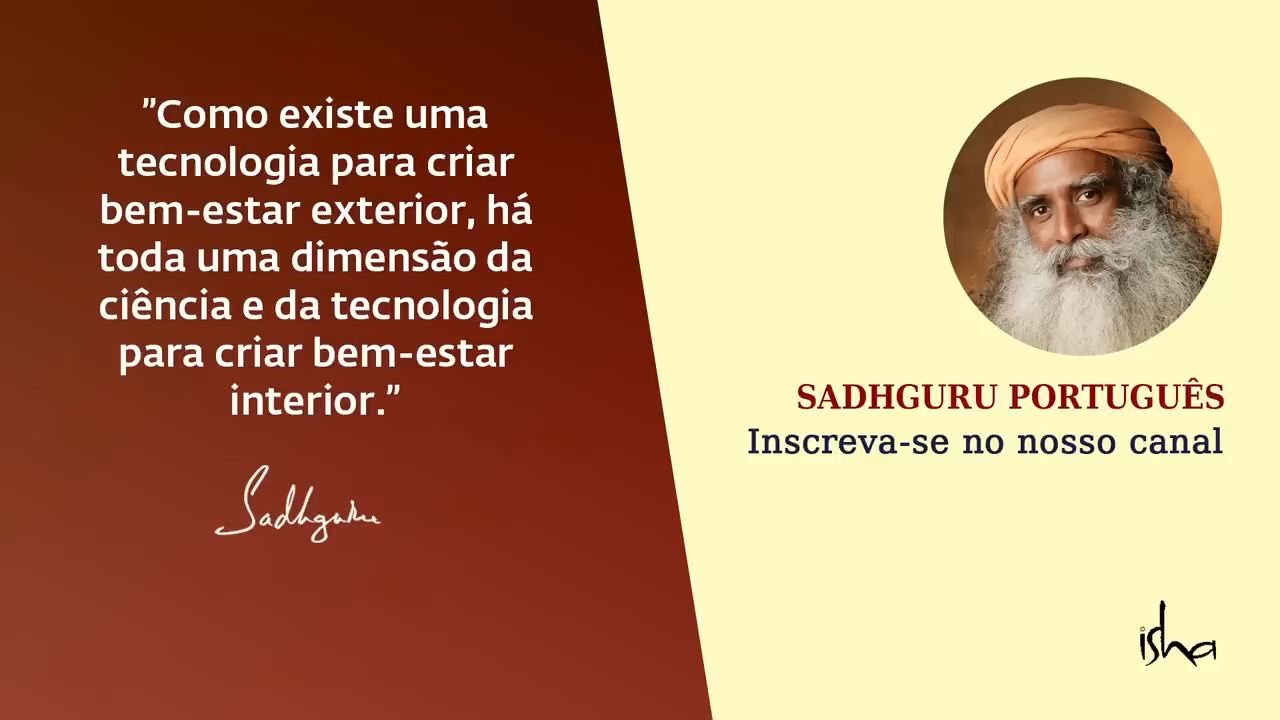 "Como existe uma
tecnologia para criar
bem-estar exterior, há
toda uma dimensão da
ciência e da tecnologia
para criar bem-estar
interior."
Sadhguru
SADHGURU PORTUGUÊS
Inscreva-se no nosso canal
isha